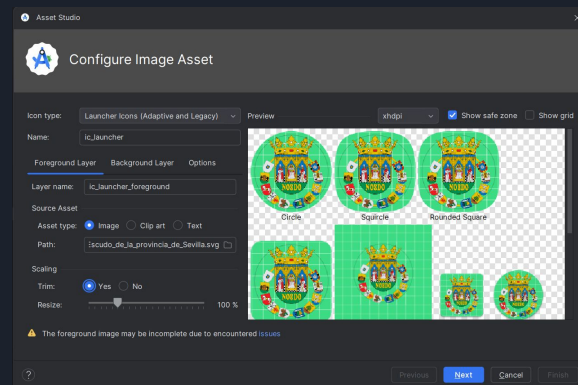 Asset Studio
Configure Image Asset
Icon type: Launcher Icons (Adaptive and Legacy) Preview xhdpi Show safe zone Show grid
Name: ic_launcher
Foreground Layer Background Layer Options
Layer name: ic_launcher_foreground
Source Asset
Asset type: Image Clip art Text
Path: Escudo_de_la_provincia_de_Sevilla.svg
Scaling
Trim: Yes No
Resize: 100 %
Circle Squircle Rounded Square
The foreground image may be incomplete due to encountered issues
? Previous Next Cancel Finish